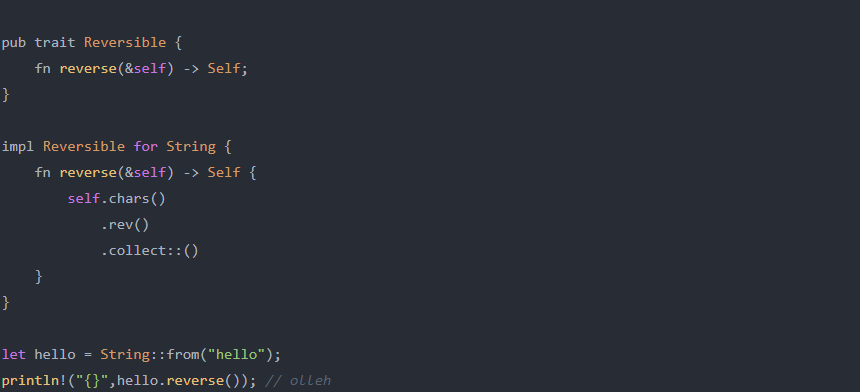 pub trait Reversible {
    fn reverse(&self) -> Self;
}

impl Reversible for String {
    fn reverse(&self) -> Self {
        self.chars()
            .rev()
            .collect::()
    }
}

let hello = String::from("hello");
println!("{}",hello.reverse()); // olleh